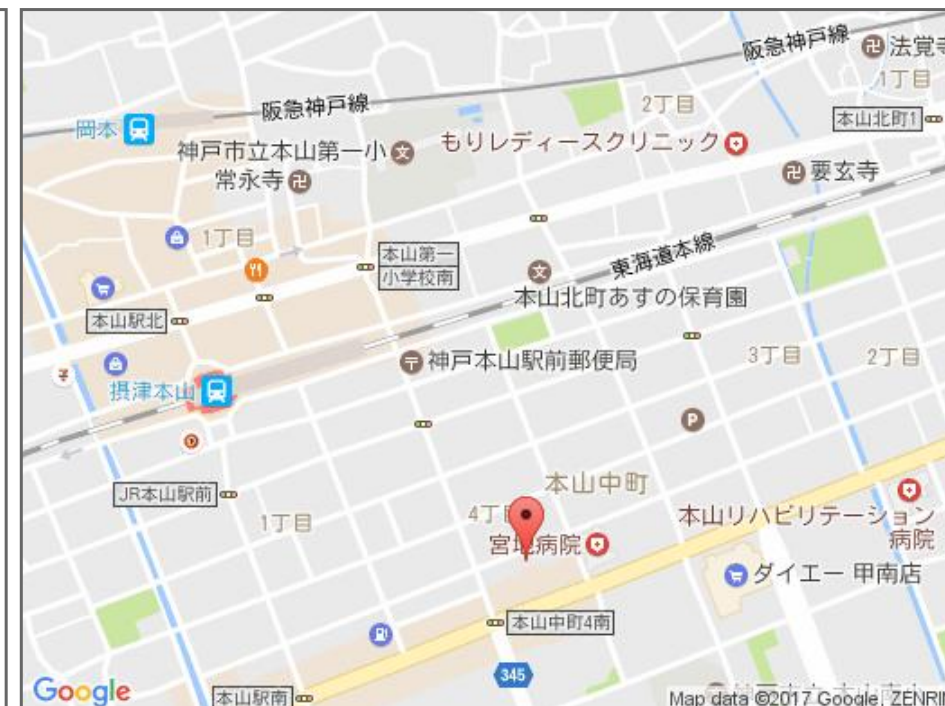 阪急神戸線
法覚寺
1丁目
阪急神戸線
2丁目
本山北町1
岡本
神戸市立本山第一小
もりレディースクリニック
常永寺
要玄寺
1丁目
本山第一
小学校南
東海道本線
本山北町あすの保育園
本山駅北
神戸本山駅前郵便局
3丁目
2丁目
摂津本山
P
JR本山駅前
本山中町
1丁目
4丁
宮地病院
本山リハビリテーション
病院
ダイエー 甲南店
本山中町4南
345
Google
本山駅南
Map data ©2017 Google, ZENRIN